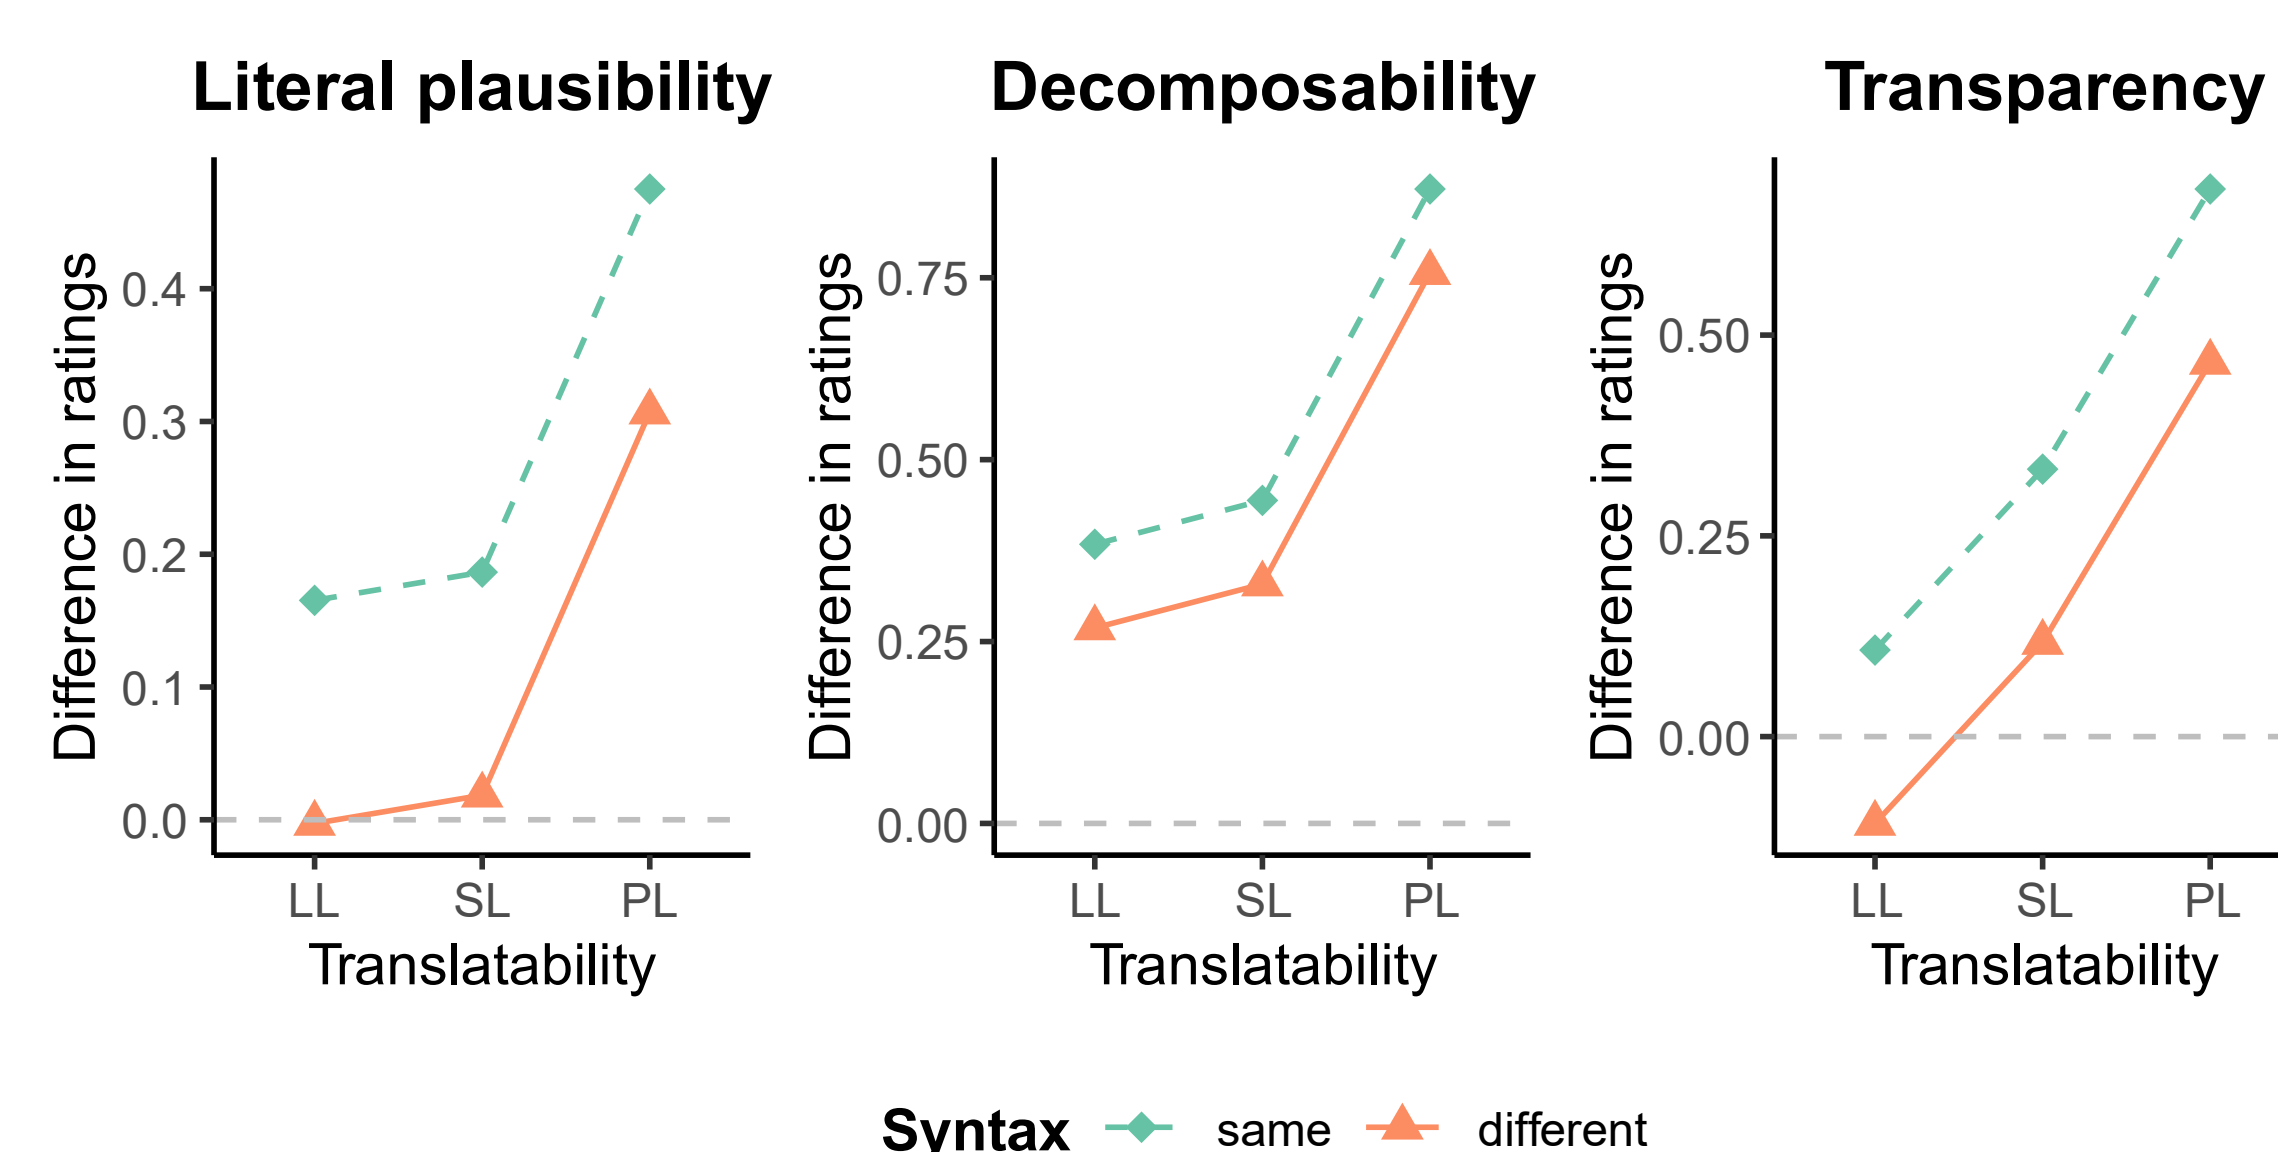 Literal plausibility
Decomposability
Transparency
Difference in ratings
0.4
0.3
0.2
0.1
0.0
LL
SL
PL
Translatability
Difference in ratings
0.75
0.50
0.25
0.00
LL
SL
PL
Translatability
Difference in ratings
0.50
0.25
0.00
LL
SL
PL
Translatability
Syntax same different